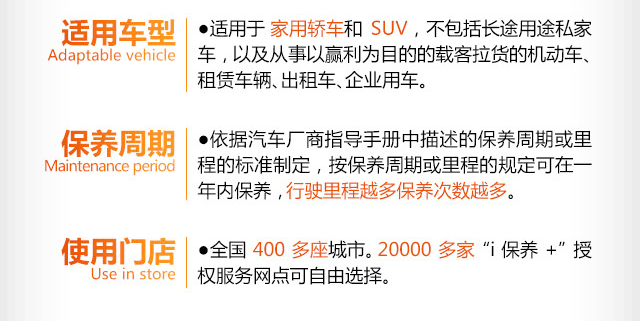 适用车型
Adaptable vehicle
●适用于 家用轿车和 SUV，不包括长途用途私家
车，以及从事以赢利为目的的载客拉货的机动车、
租赁车辆、出租车、企业用车。
保养周期
Maintenance period
●依据汽车厂商指导手册中描述的保养周期或里
程的标准制定，按保养周期或里程的规定可在一
年内保养，行驶里程越多保养次数越多。
使用门店
Use in store
●全国 400 多座城市。20000 多家 “i 保养 +” 授
权服务网点可自由选择。